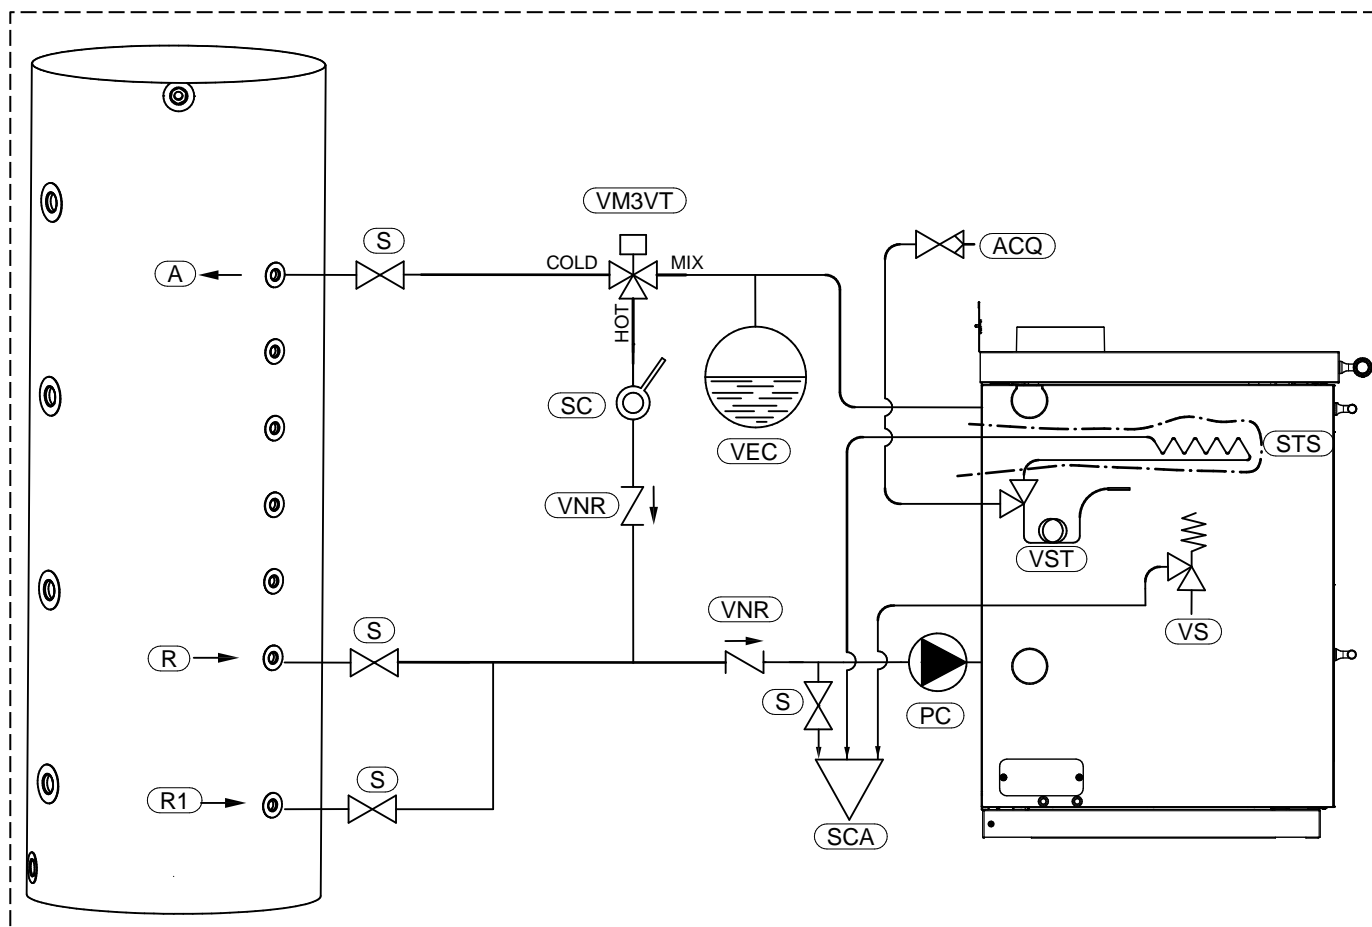 VM3VT
S
ACQ
A
COLD
MIX
HOT
SC
VEC
STS
VNR
VST
VNR
S
VS
R
S
PC
S
R1
SCA